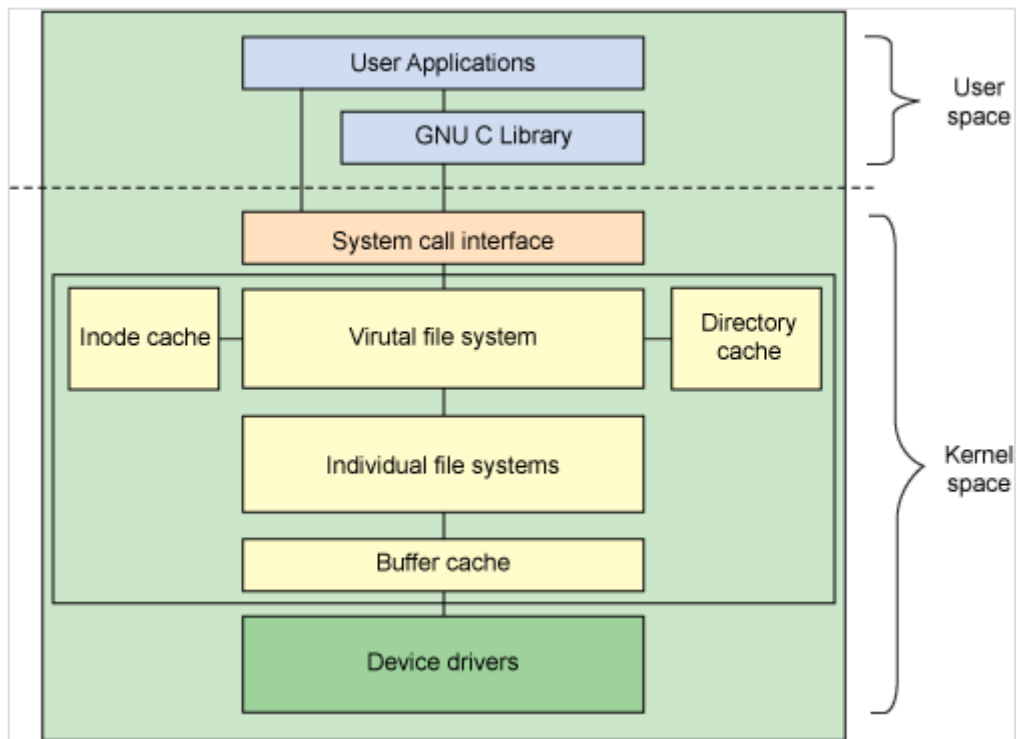 User Applications
User
space
GNU C Library
System call interface
Inode cache
Virutal file system
Directory
cache
Individual file systems
Kernel
space
Buffer cache
Device drivers